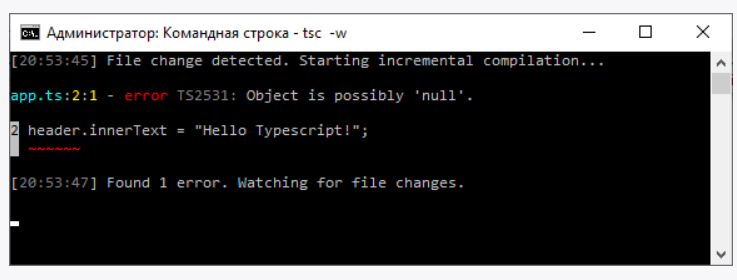 Администратор: Командная строка - tsc -w
[20:53:45] File change detected. Starting incremental compilation...
app.ts:2:1 - error TS2531: Object is possibly 'null'.
2 header.innerText = "Hello Typescript!";
~~~~~~
[20:53:47] Found 1 error. Watching for file changes.